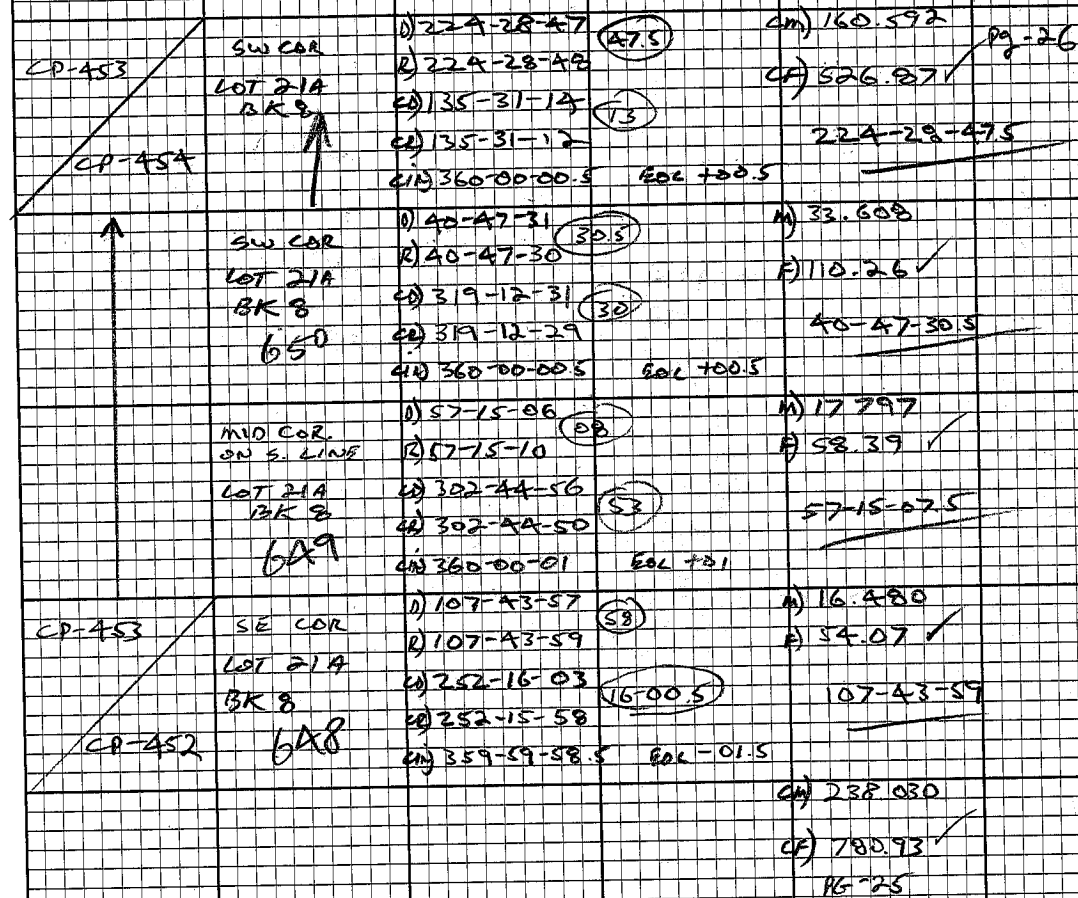 CP-453
CP-454
SW COR
LOT 21A
BK 8
D) 224-28-47
R) 224-28-48
47.5
CD) 135-31-14
CR) 135-31-12
13
360-00-00.5 EOC +00.5
CM) 160.592
CF) 526.87 ✓
Pg-26
224-28-47.5
SW COR
LOT 21A
BK 8
650
D) 40-47-31
R) 40-47-30
30.5
CD) 319-12-31
CR) 319-12-29
30
360-00-00.5 EOC +00.5
M) 33.608
F) 110.26 ✓
40-47-30.5
MID COR.
ON S. LINE
LOT 21A
BK 8
649
D) 57-15-06
R) 57-15-10
08
CD) 302-44-56
CR) 302-44-50
53
360-00-01 EOC +01
M) 17.797
F) 58.39 ✓
57-15-07.5
CP-453
CP-452
SE COR
LOT 21A
BK 8
648
D) 107-43-57
R) 107-43-59
58
CD) 252-16-03
CR) 252-15-58
16-00.5
359-59-58.5 EOC -01.5
M) 16.480
F) 54.07 ✓
107-43-59
CM) 238.030
CF) 780.93 ✓
PG-25